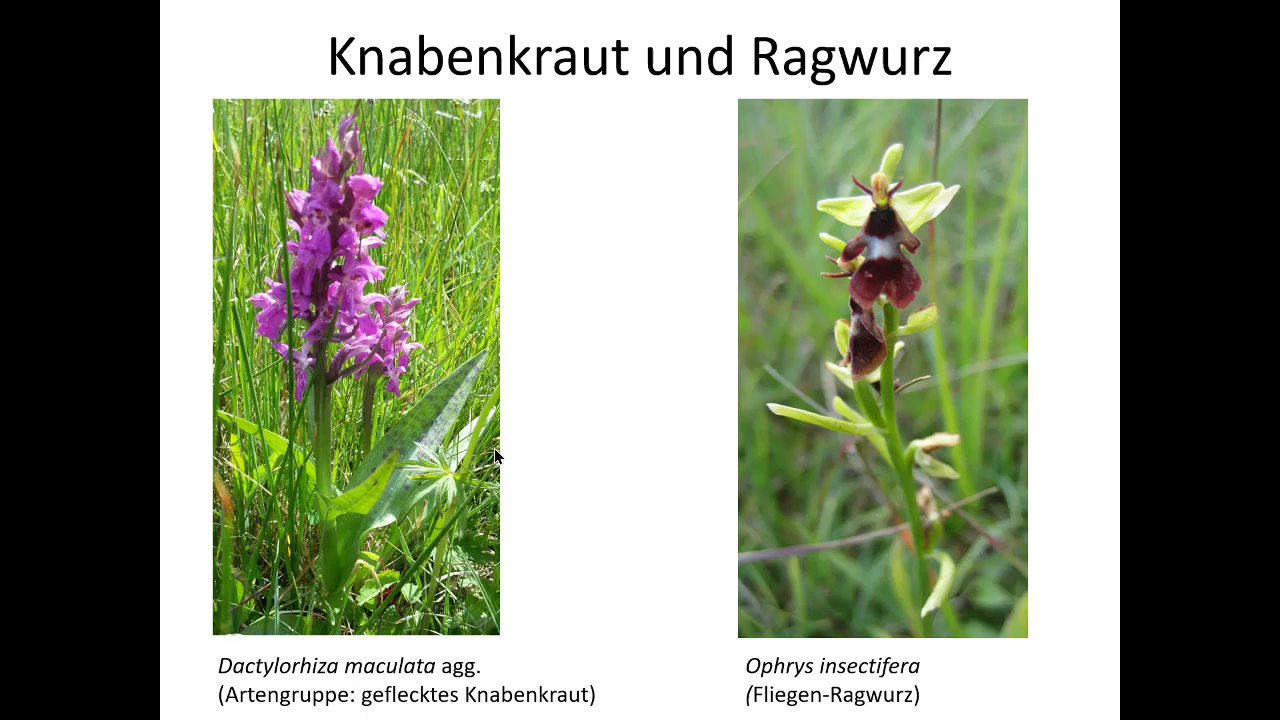 Knabenkraut und Ragwurz
Dactylorhiza maculata agg.
(Artengruppe: geflecktes Knabenkraut)
Ophrys insectifera
(Fliegen-Ragwurz)